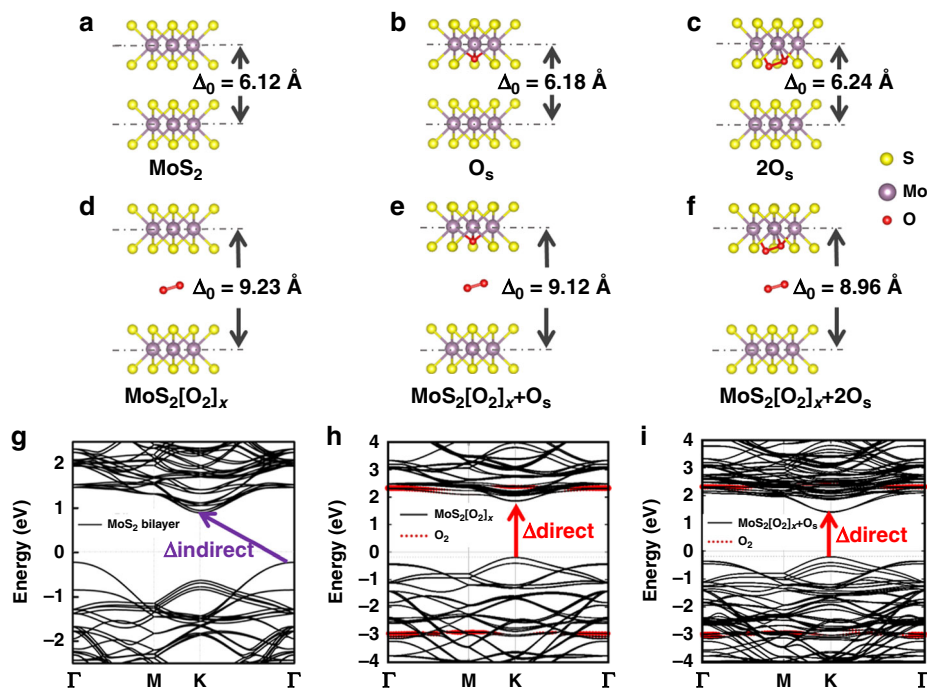 a
b
c
Δ₀ = 6.12 Å
Δ₀ = 6.18 Å
Δ₀ = 6.24 Å
MoS₂
Oₛ
2Oₛ
S
Mo
O
d
e
f
Δ₀ = 9.23 Å
Δ₀ = 9.12 Å
Δ₀ = 8.96 Å
MoS₂[O₂]ₓ
MoS₂[O₂]ₓ+Oₛ
MoS₂[O₂]ₓ+2Oₛ
g
Energy (eV)
2
1
0
−1
−2
MoS₂ bilayer
Δindirect
Γ M K Γ
h
Energy (eV)
4
3
2
1
0
−1
−2
−3
−4
MoS₂[O₂]ₓ
O₂
Δdirect
Γ M K Γ
i
Energy (eV)
4
3
2
1
0
−1
−2
−3
−4
MoS₂[O₂]ₓ+Oₛ
O₂
Δdirect
Γ M K Γ